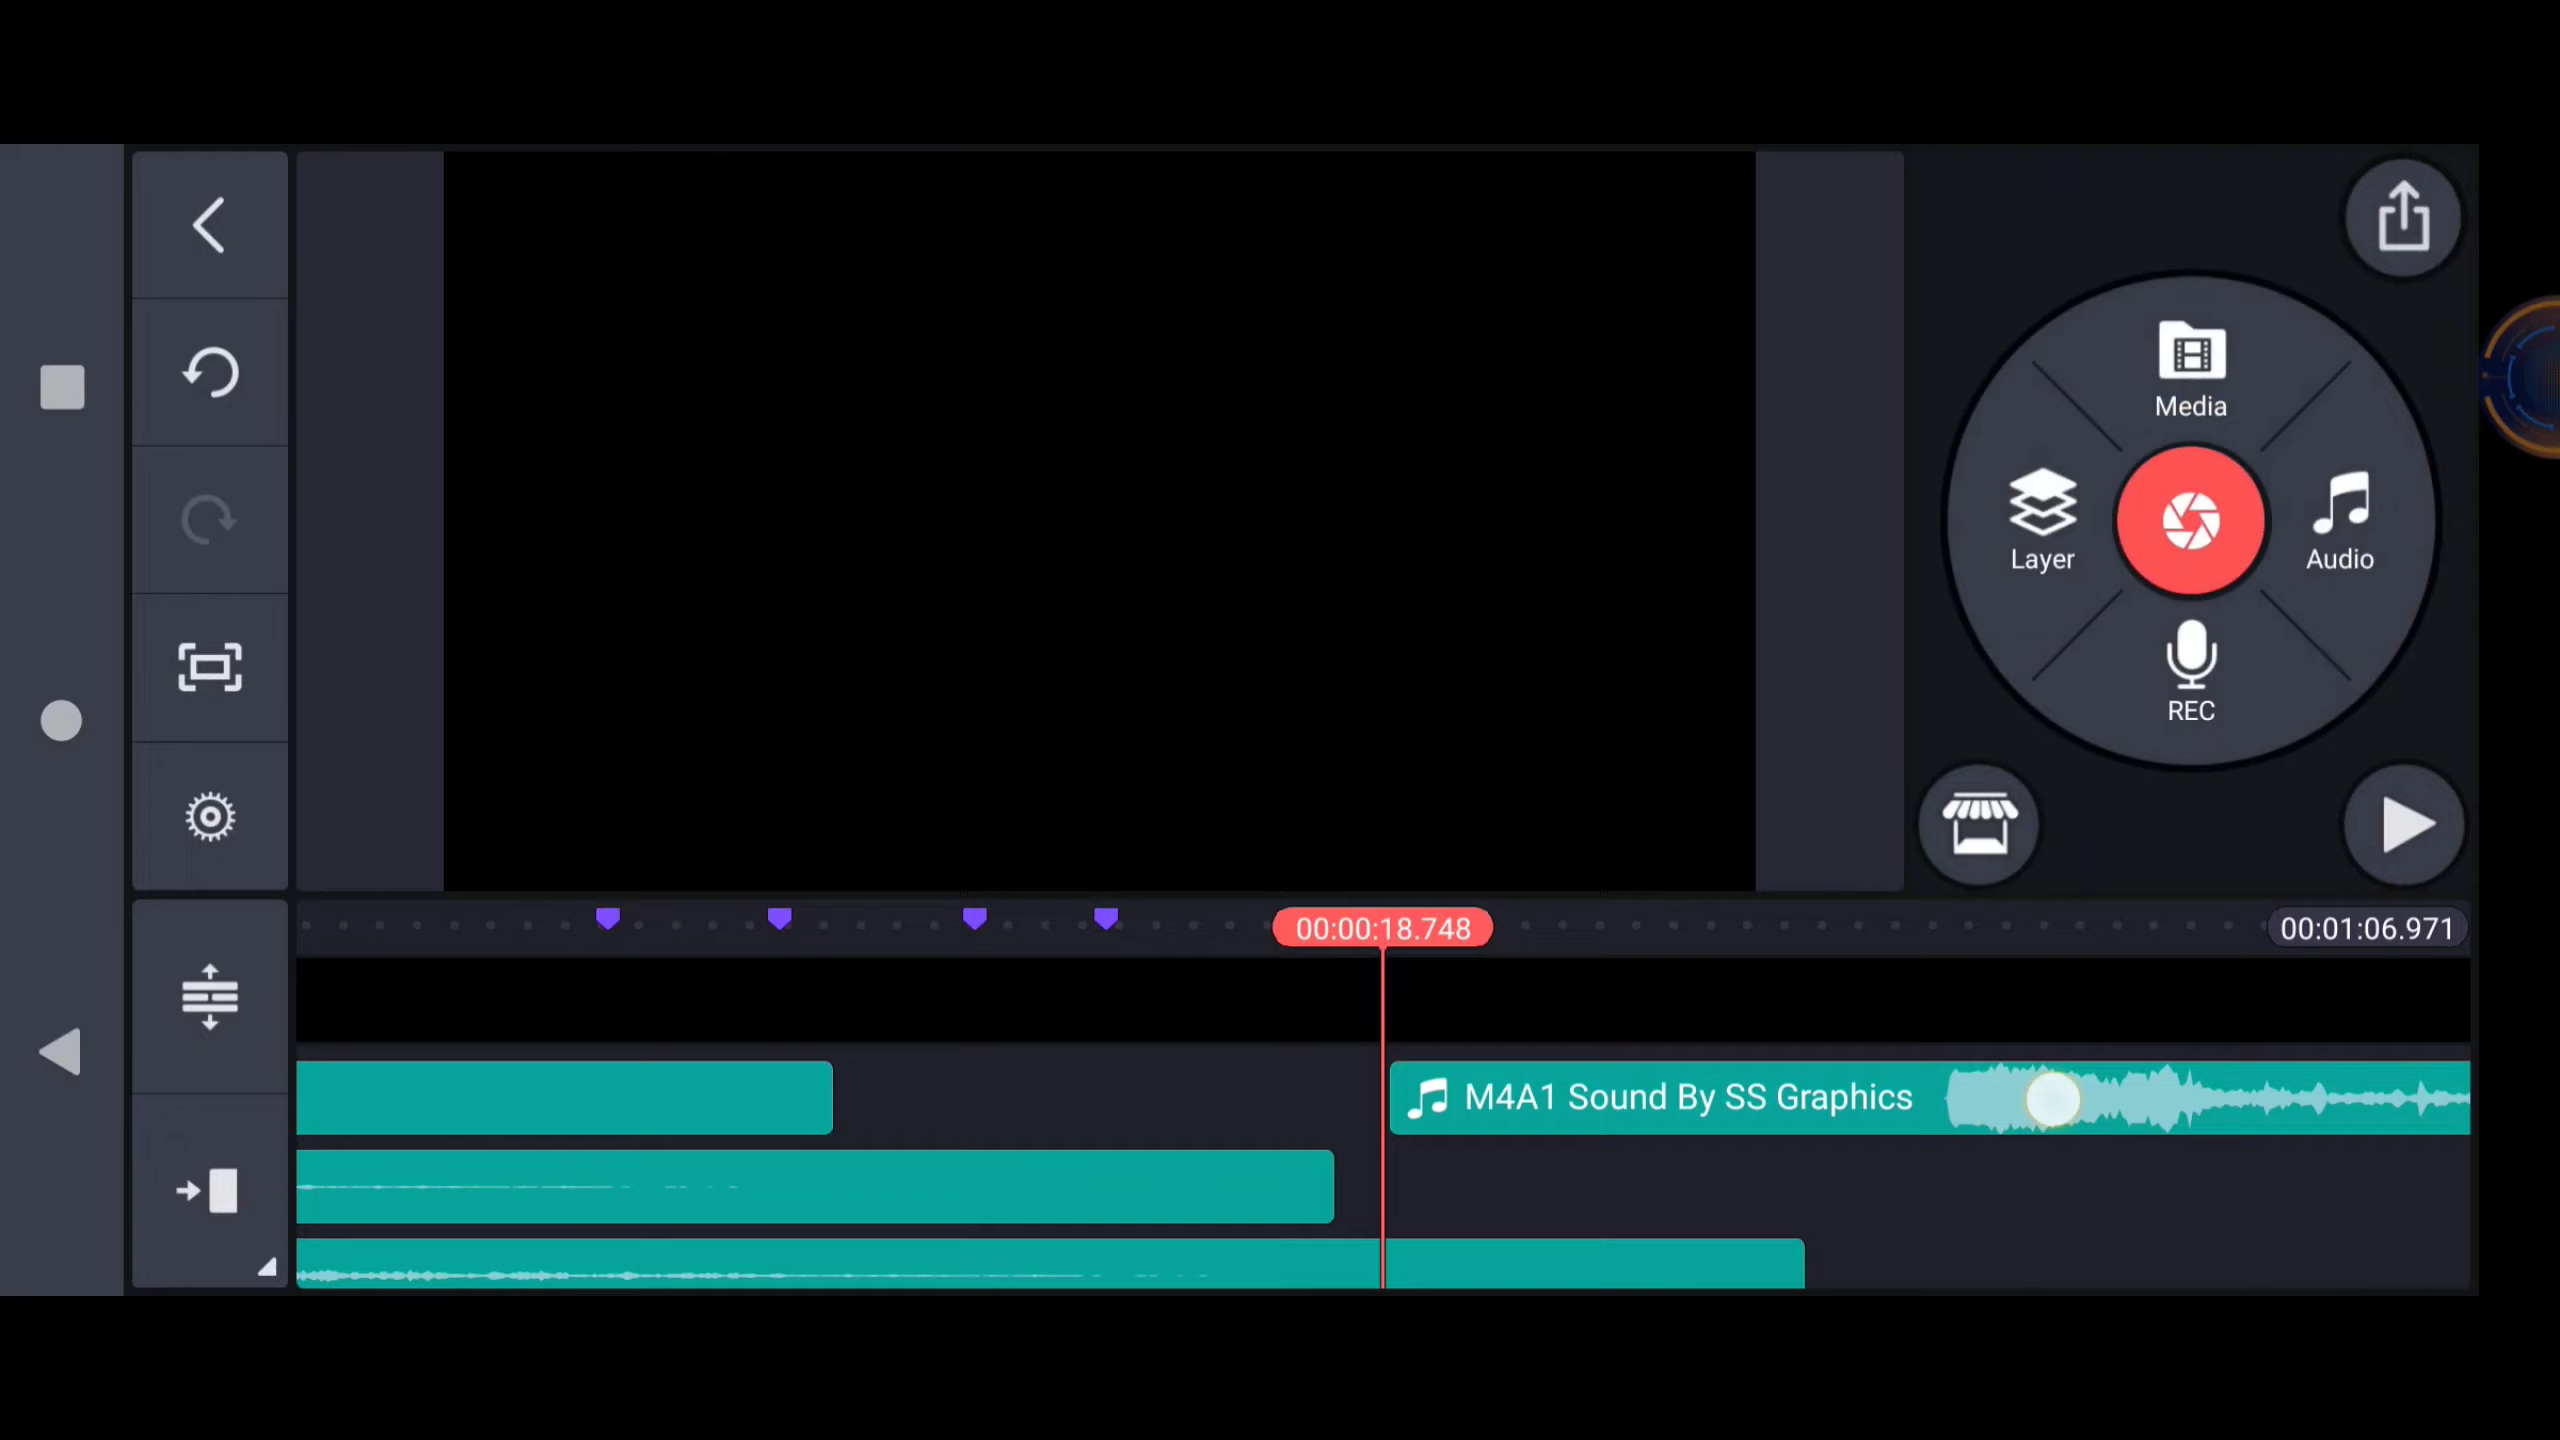 Media
Layer
Audio
REC
00:00:18.748
00:01:06.971
M4A1 Sound By SS Graphics